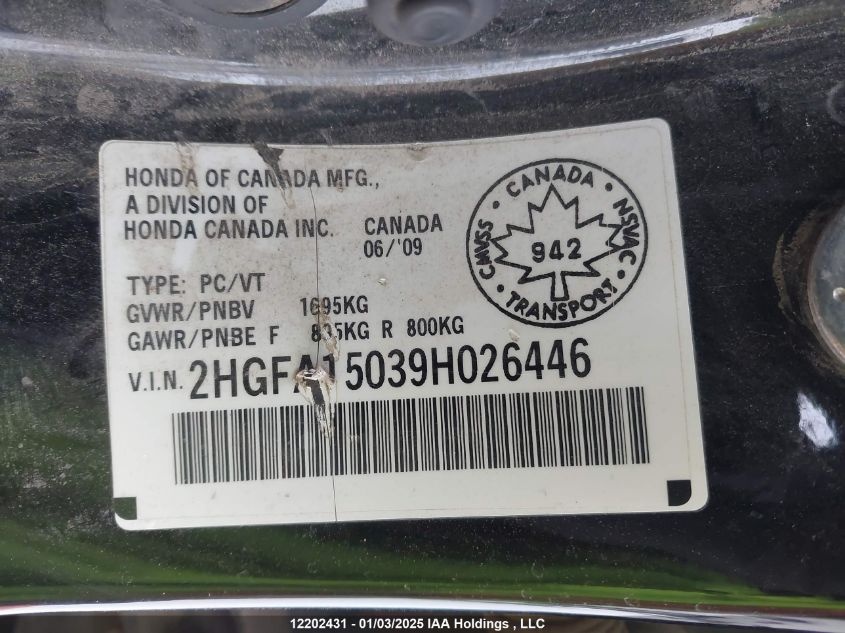 HONDA OF CANADA MFG.,
A DIVISION OF
HONDA CANADA INC.
CANADA
06/'09
TYPE: PC/VT
GVWR/PNBV 1695KG
GAWR/PNBE F R 800KG
V.I.N. 2HGFA15039H026446
• CANADA •
CMVSS
NSVAC
942
• TRANSPORT •
12202431 - 01/03/2025 IAA Holdings , LLC